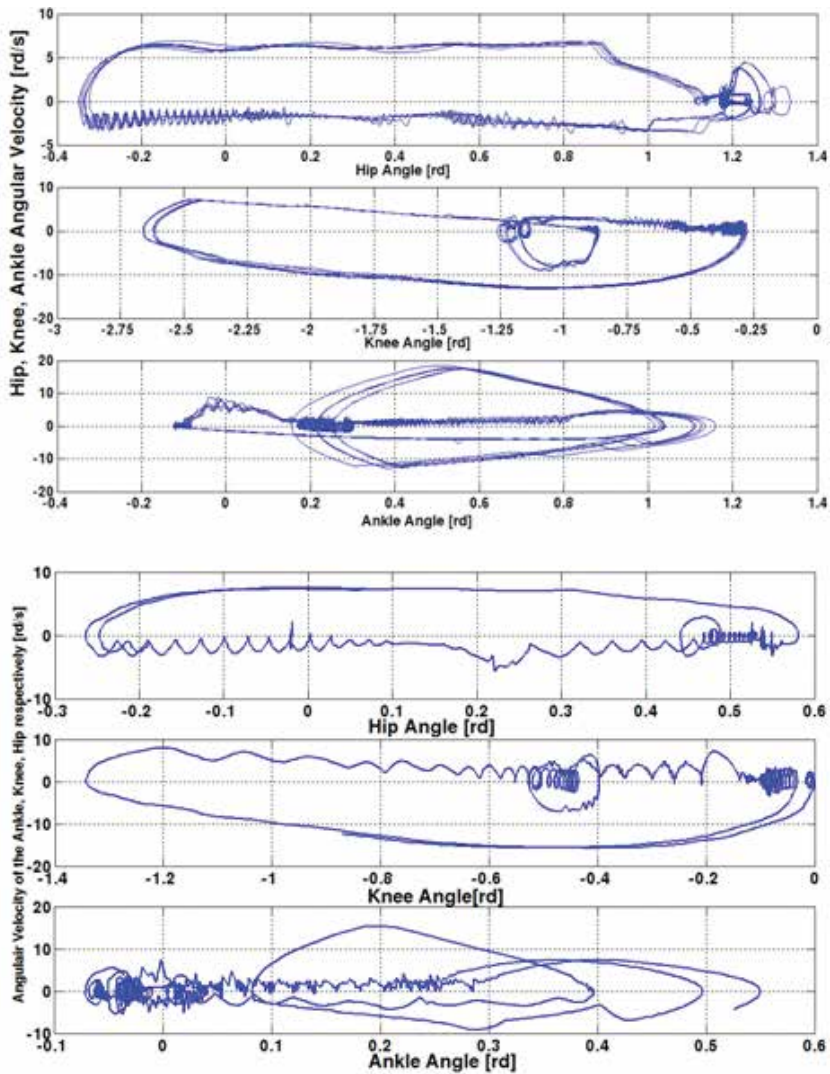 Hip, Knee, Ankle Angular Velocity [rd/s]
10
5
0
-5
-0.4 -0.2 0 0.2 0.4 0.6 0.8 1 1.2 1.4
Hip Angle [rd]
10
0
-10
-20
-3 -2.75 -2.5 -2.25 -2 -1.75 -1.5 -1.25 -1 -0.75 -0.5 -0.25 0
Knee Angle [rd]
20
10
0
-10
-20
-0.4 -0.2 0 0.2 0.4 0.6 0.8 1 1.2 1.4
Ankle Angle [rd]
Angulair Velocity of the Ankle, Knee, Hip respectively [rd/s]
10
0
-10
-0.3 -0.2 -0.1 0 0.1 0.2 0.3 0.4 0.5 0.6
Hip Angle [rd]
10
0
-10
-20
-1.4 -1.2 -1 -0.8 -0.6 -0.4 -0.2 0
Knee Angle[rd]
20
10
0
-10
-0.1 0 0.1 0.2 0.3 0.4 0.5 0.6
Ankle Angle [rd]